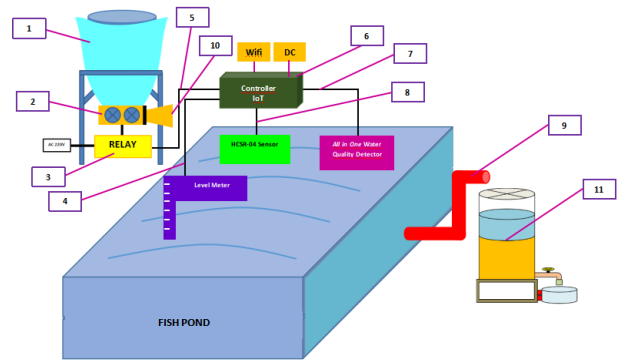 1
5
10
6
7
Wifi
DC
Controller
IoT
8
2
AC 220V
RELAY
HCSR-04 Sensor
All in One Water
Quality Detector
9
3
4
Level Meter
11
FISH POND